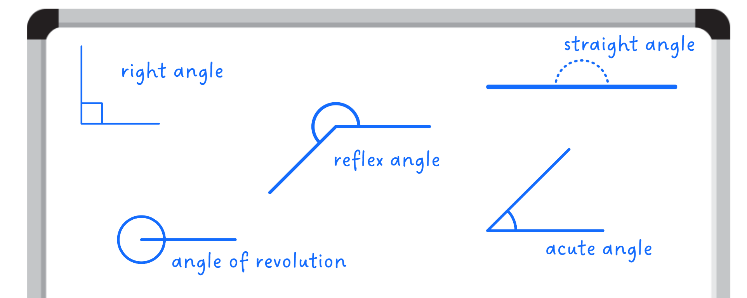 straight angle
right angle
reflex angle
acute angle
angle of revolution